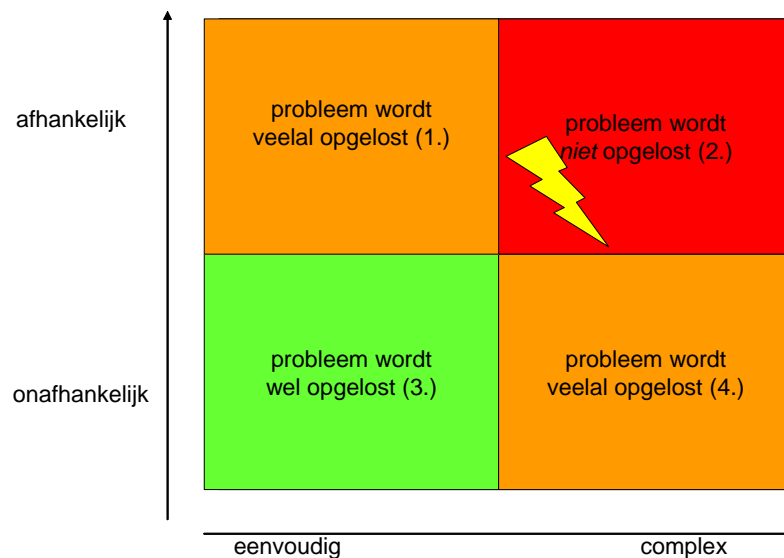 afhankelijk
probleem wordt
veelal opgelost (1.)
probleem wordt
niet opgelost (2.)
onafhankelijk
probleem wordt
wel opgelost (3.)
probleem wordt
veelal opgelost (4.)
eenvoudig
complex